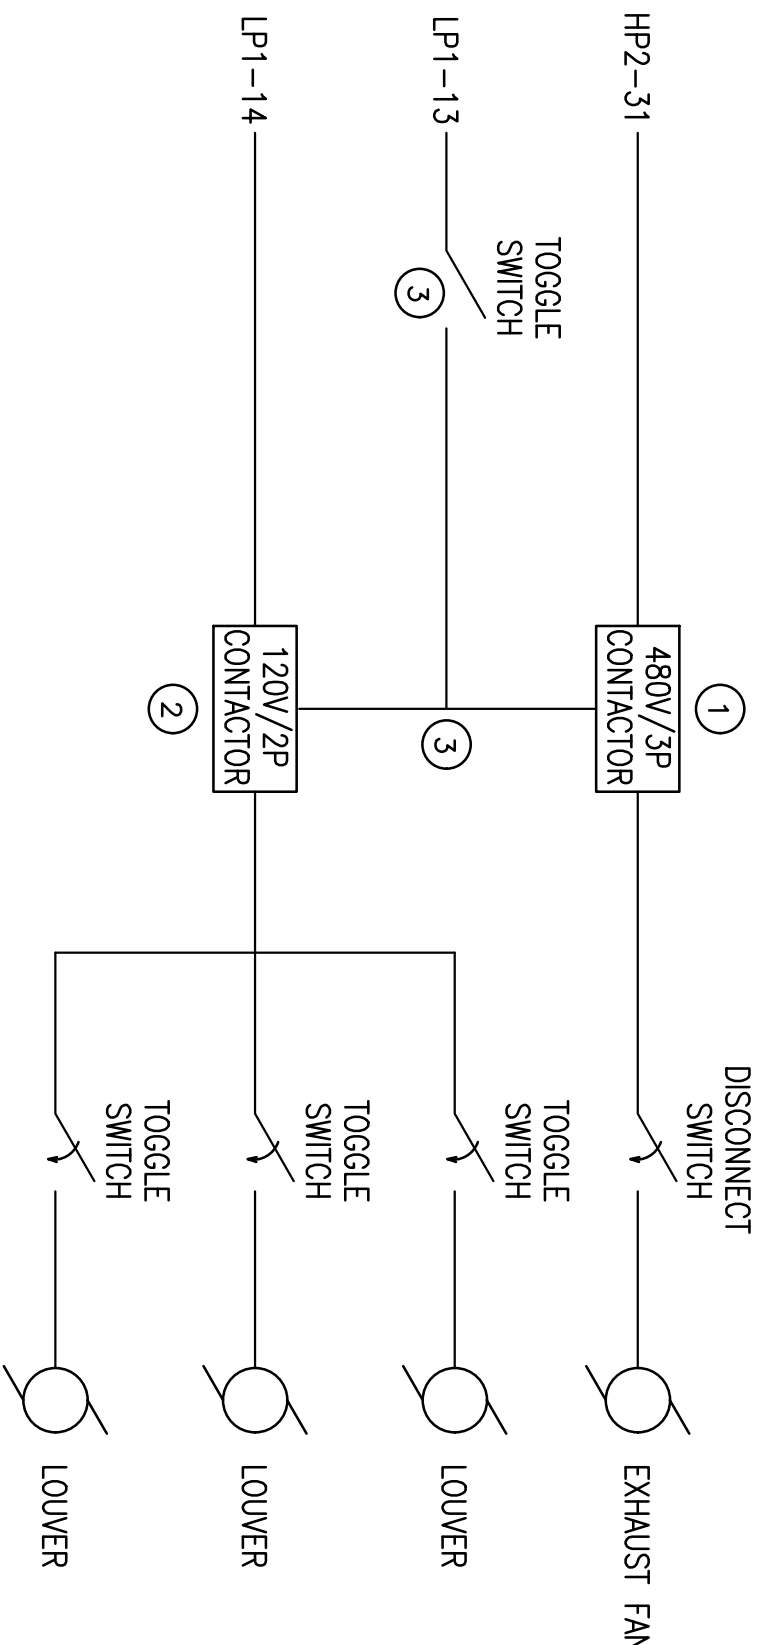 HP2-31
480V/3P
CONTACTOR
1
DISCONNECT
SWITCH
EXHAUST FAN
LP1-13
TOGGLE
SWITCH
3
3
TOGGLE
SWITCH
LOUVER
LP1-14
120V/2P
CONTACTOR
2
TOGGLE
SWITCH
LOUVER
TOGGLE
SWITCH
LOUVER